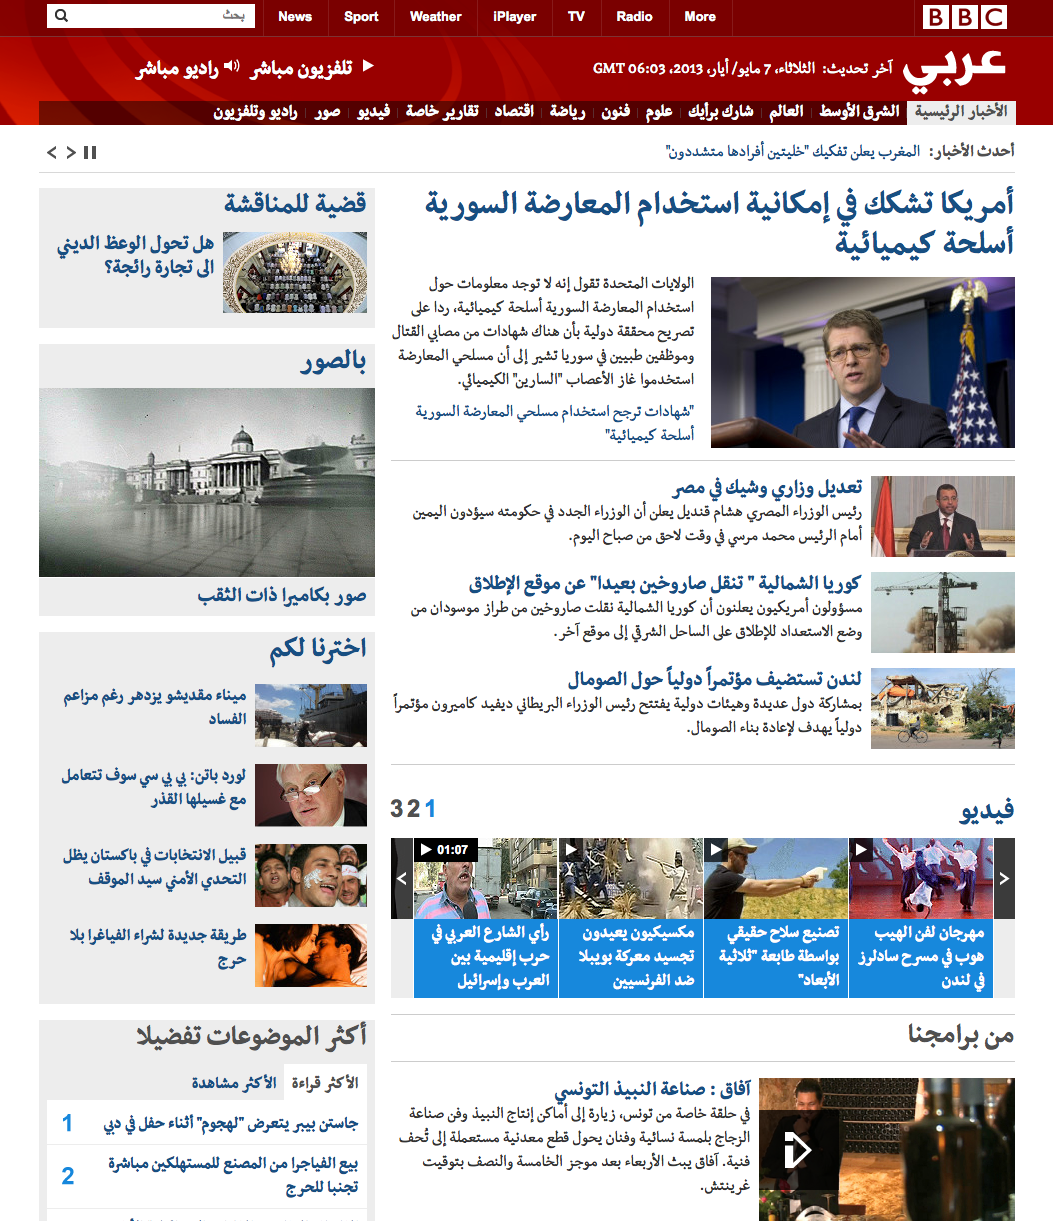 بحث
News Sport Weather iPlayer TV Radio More
BBC
عربي
آخر تحديث: الثلاثاء، 7 مايو/ أيار، 2013، 06:03 GMT
تلفزيون مباشر
راديو مباشر
الأخبار الرئيسية الشرق الأوسط العالم شارك برأيك علوم فنون رياضة اقتصاد تقارير خاصة فيديو صور راديو وتلفزيون
أحدث الأخبار: المغرب يعلن تفكيك "خليتين أفرادها متشددون"
أمريكا تشكك في إمكانية استخدام المعارضة السورية
أسلحة كيميائية
الولايات المتحدة تقول إنه لا توجد معلومات حول
استخدام المعارضة السورية أسلحة كيميائية، ردا على
تصريح محققة دولية بأن هناك شهادات من مصابي القتال
وموظفين طبيين في سوريا تشير إلى أن مسلحي المعارضة
استخدموا غاز الأعصاب "السارين" الكيميائي.
"شهادات ترجح استخدام مسلحي المعارضة السورية
أسلحة كيميائية"
تعديل وزاري وشيك في مصر
رئيس الوزراء المصري هشام قنديل يعلن أن الوزراء الجدد في حكومته سيؤدون اليمين
أمام الرئيس محمد مرسي في وقت لاحق من صباح اليوم.
كوريا الشمالية " تنقل صاروخين بعيدا" عن موقع الإطلاق
مسؤولون أمريكيون يعلنون أن كوريا الشمالية نقلت صاروخين من طراز موسودان من
وضع الاستعداد للإطلاق على الساحل الشرقي إلى موقع آخر.
لندن تستضيف مؤتمراً دولياً حول الصومال
بمشاركة دول عديدة وهيئات دولية يفتتح رئيس الوزراء البريطاني ديفيد كاميرون مؤتمراً
دولياً يهدف لإعادة بناء الصومال.
فيديو
1 2 3
مهرجان لفن الهيب
هوب في مسرح سادلرز
في لندن
تصنيع سلاح حقيقي
بواسطة طابعة "ثلاثية
الأبعاد"
مكسيكيون يعيدون
تجسيد معركة بويبلا
ضد الفرنسيين
01:07
رأي الشارع العربي في
حرب إقليمية بين
العرب وإسرائيل
من برامجنا
آفاق : صناعة النبيذ التونسي
في حلقة خاصة من تونس، زيارة إلى أماكن إنتاج النبيذ وفن صناعة
الزجاج بلمسة نسائية وفنان يحول قطع معدنية مستعملة إلى تُحف
فنية. آفاق يبث الأربعاء بعد موجز الخامسة والنصف بتوقيت
غرينتش.
قضية للمناقشة
هل تحول الوعظ الديني
الى تجارة رائجة؟
بالصور
صور بكاميرا ذات الثقب
اخترنا لكم
ميناء مقديشو يزدهر رغم مزاعم
الفساد
لورد باتن: بي بي سي سوف تتعامل
مع غسيلها القذر
قبيل الانتخابات في باكستان يظل
التحدي الأمني سيد الموقف
طريقة جديدة لشراء الفياغرا بلا
حرج
أكثر الموضوعات تفضيلا
الأكثر قراءة الأكثر مشاهدة
جاستن بيبر يتعرض "لهجوم" أثناء حفل في دبي 1
بيع الفياجرا من المصنع للمستهلكين مباشرة 2
تجنبا للحرج